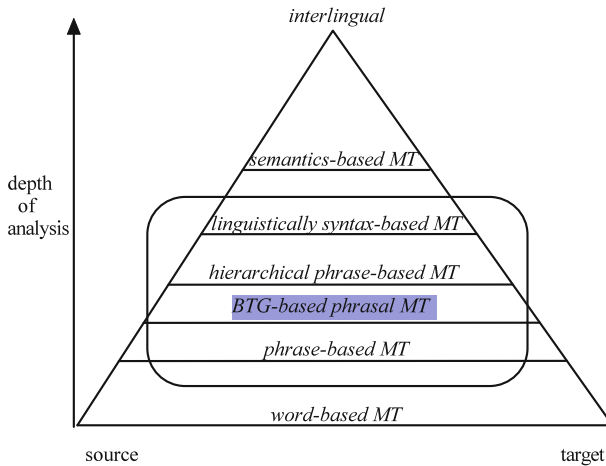 interlingual
semantics-based MT
depth
of
analysis
linguistically syntax-based MT
hierarchical phrase-based MT
BTG-based phrasal MT
phrase-based MT
word-based MT
source
target